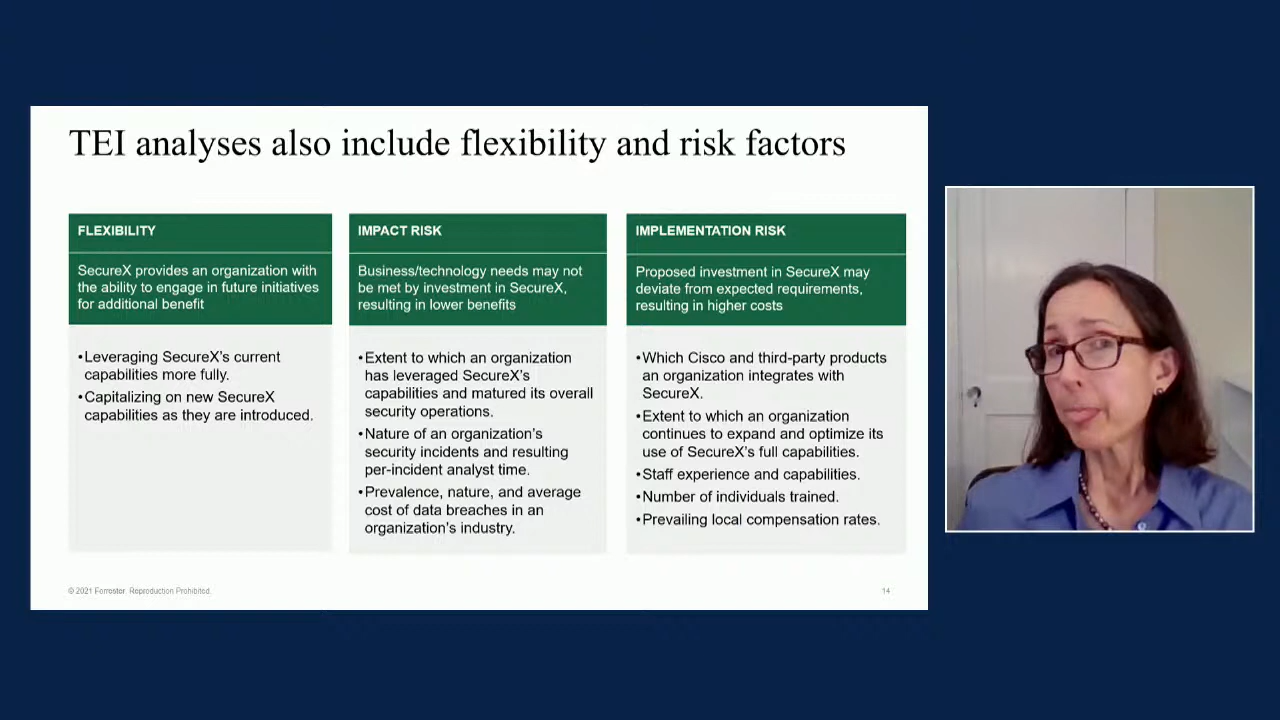 TEI analyses also include flexibility and risk factors
FLEXIBILITY
SecureX provides an organization with
the ability to engage in future initiatives
for additional benefit
•Leveraging SecureX's current
capabilities more fully.
•Capitalizing on new SecureX
capabilities as they are introduced.
IMPACT RISK
Business/technology needs may not
be met by investment in SecureX,
resulting in lower benefits
•Extent to which an organization
has leveraged SecureX's
capabilities and matured its overall
security operations.
•Nature of an organization's
security incidents and resulting
per-incident analyst time.
•Prevalence, nature, and average
cost of data breaches in an
organization's industry.
IMPLEMENTATION RISK
Proposed investment in SecureX may
deviate from expected requirements,
resulting in higher costs
•Which Cisco and third-party products
an organization integrates with
SecureX.
•Extent to which an organization
continues to expand and optimize its
use of SecureX's full capabilities.
•Staff experience and capabilities.
•Number of individuals trained.
•Prevailing local compensation rates.
© 2021 Forrester. Reproduction Prohibited.
14